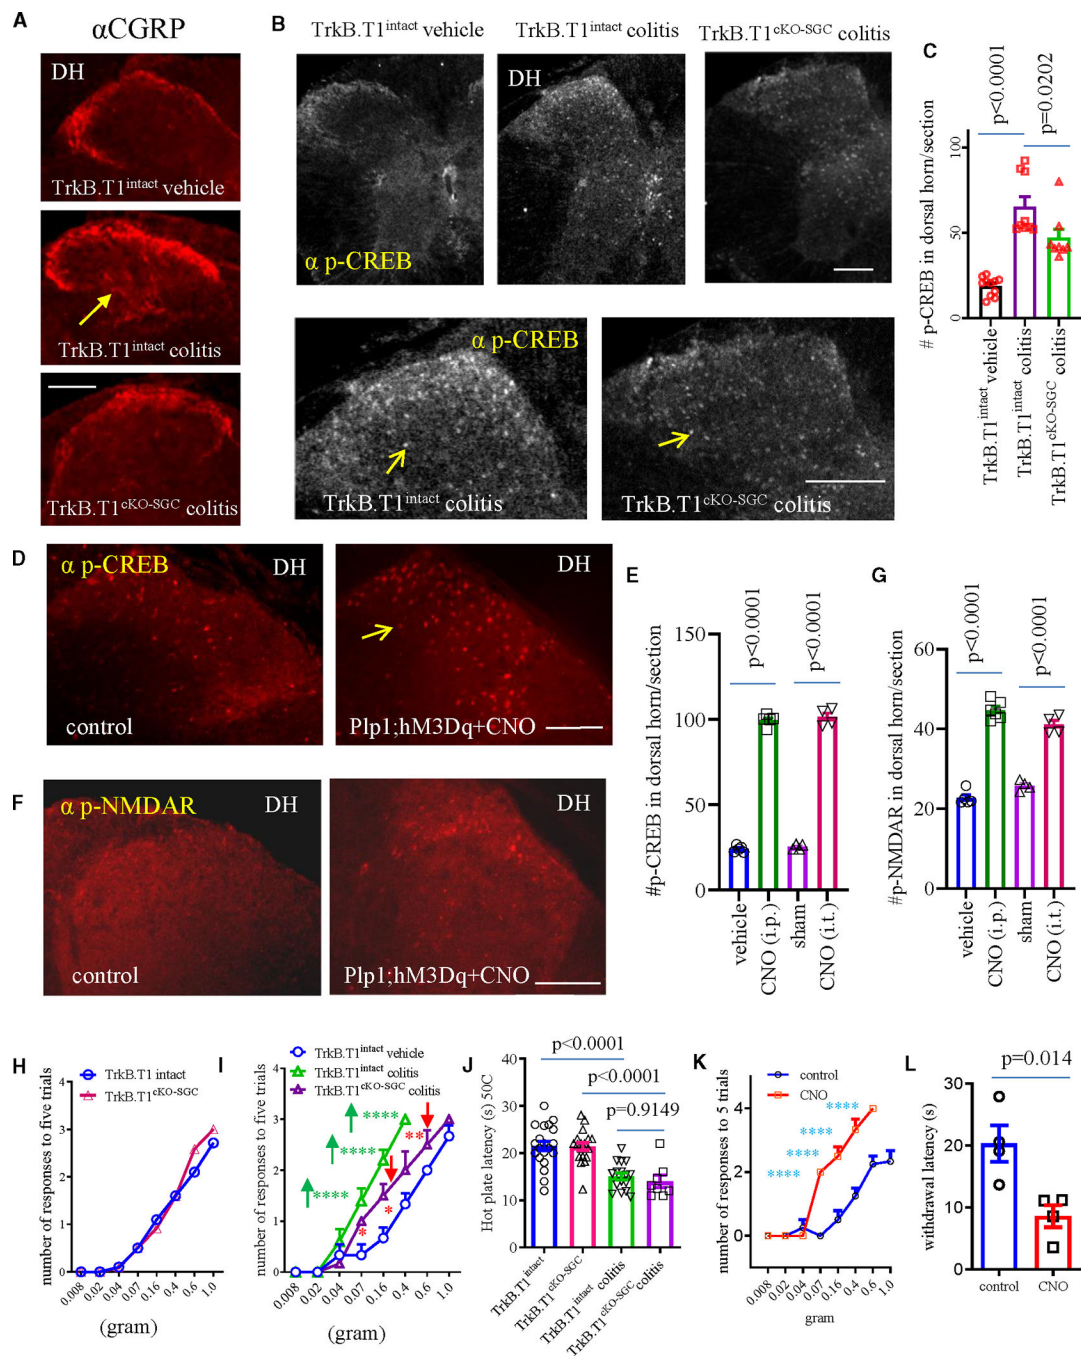 A
αCGRP
DH
TrkB.T1intact vehicle
TrkB.T1intact colitis
TrkB.T1cKO-SGC colitis
B
TrkB.T1intact vehicle
TrkB.T1intact colitis
TrkB.T1cKO-SGC colitis
DH
α p-CREB
α p-CREB
TrkB.T1intact colitis
TrkB.T1cKO-SGC colitis
C
p<0.0001
p=0.0202
# p-CREB in dorsal horn/section
100
50
0
TrkB.T1intact vehicle
TrkB.T1intact colitis
TrkB.T1cKO-SGC colitis
D
α p-CREB
DH
control
DH
Plp1;hM3Dq+CNO
E
p<0.0001
p<0.0001
#p-CREB in dorsal horn/section
150
100
50
0
vehicle
CNO (i.p.)
sham
CNO (i.t.)
G
p<0.0001
p<0.0001
#p-NMDAR in dorsal horn/section
60
40
20
0
vehicle
CNO (i.p.)
sham
CNO (i.t.)
F
α p-NMDAR
DH
control
DH
Plp1;hM3Dq+CNO
H
TrkB.T1 intact
TrkB.T1cKO-SGC
number of responses to five trials
4
3
2
1
0
0.008
0.02
0.04
0.07
0.16
0.4
0.6
1.0
(gram)
I
TrkB.T1intact vehicle
TrkB.T1intact colitis
TrkB.T1cKO-SGC colitis
number of responses to five trials
4
3
2
1
0
****
****
****
**
*
*
0.008
0.02
0.04
0.07
0.16
0.4
0.6
1.0
(gram)
J
p<0.0001
p<0.0001
p=0.9149
Hot plate latency (s) 50C
40
30
20
10
0
TrkB.T1intact
TrkB.T1cKO-SGC
TrkB.T1intact colitis
TrkB.T1cKO-SGC colitis
K
control
CNO
number of responses to 5 trials
4
2
0
****
****
****
****
0.008
0.02
0.04
0.07
0.16
0.4
0.6
1.0
gram
L
p=0.014
withdrawal latency (s)
30
20
10
0
control
CNO